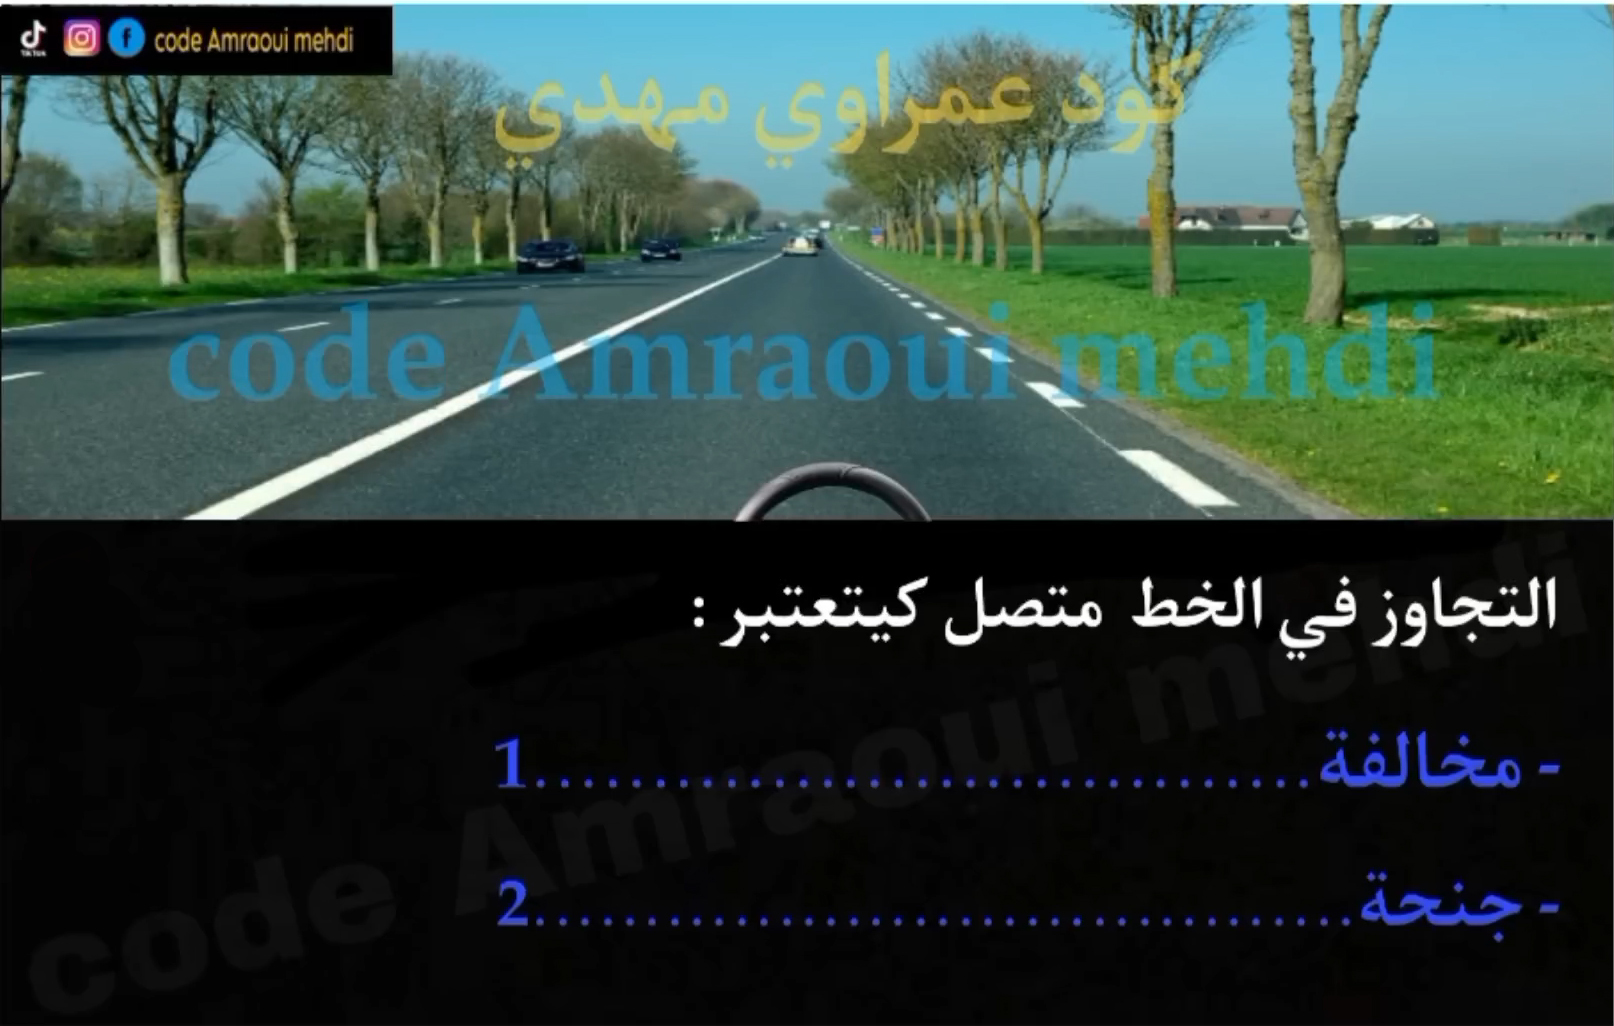 code Amraoui mehdi
كود عمراوي مهدي
code Amraoui mehdi
التجاوز في الخط متصل كيتعتبر :
- مخالفة..................................1
- جنحة....................................2
code Amraoui mehdi